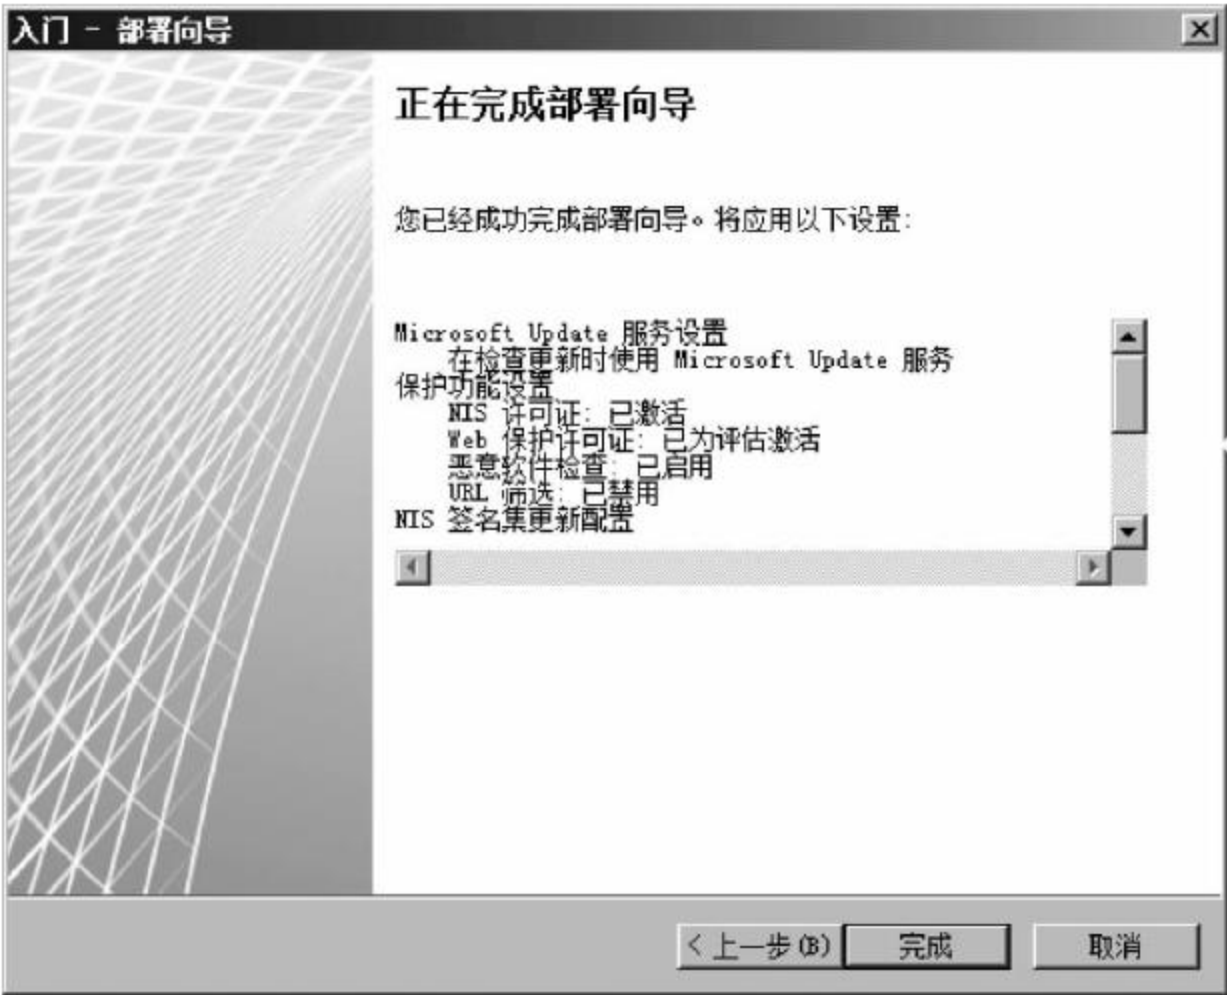 入门 - 部署向导
正在完成部署向导
您已经成功完成部署向导。将应用以下设置:
Microsoft Update 服务设置
在检查更新时使用 Microsoft Update 服务
保护功能设置
NIS 许可证: 已激活
Web 保护许可证: 已为评估激活
恶意软件检查: 已启用
URL 筛选: 已禁用
NIS 签名集更新配置
< 上一步(B) 完成 取消